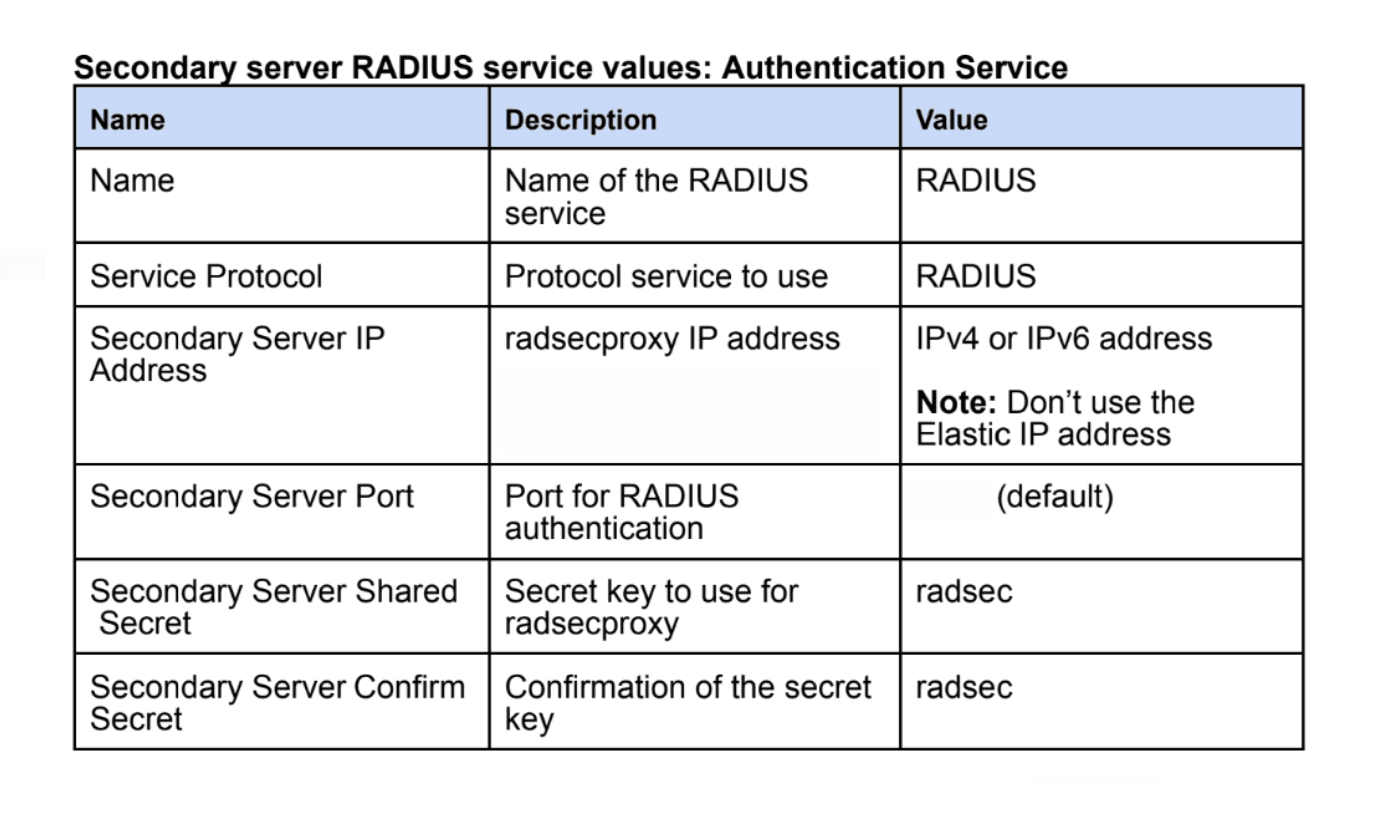 Secondary server RADIUS service values: Authentication Service
Name Description Value
Name Name of the RADIUS RADIUS
service
Service Protocol Protocol service to use RADIUS
Secondary Server IP radsecproxy IP address IPv4 or IPv6 address
Address
Note: Don’t use the
Elastic IP address
Secondary Server Port Port for RADIUS (default)
authentication
Secondary Server Shared Secret key to use for radsec
Secret radsecproxy
Secondary Server Confirm Confirmation of the secret radsec
Secret key